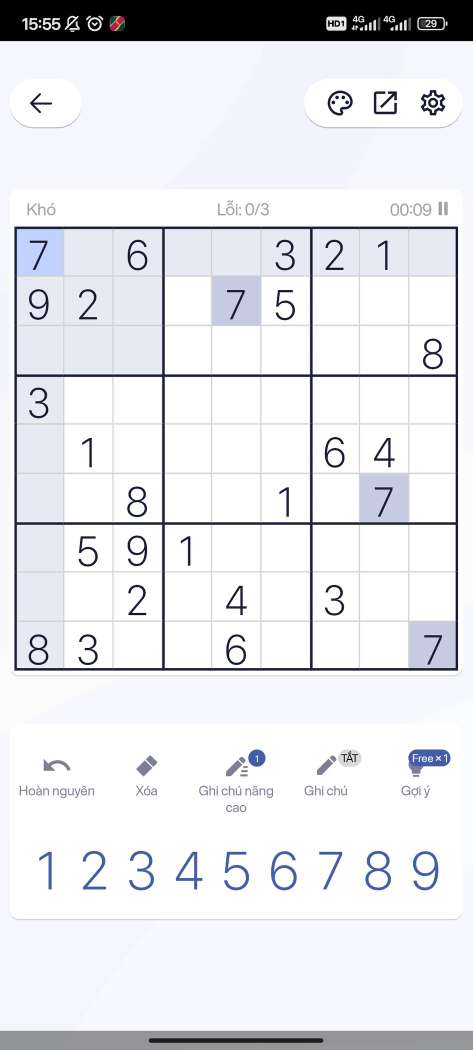 15:55 HD1 4G 4G 29
Khó Lỗi: 0/3 00:09
7 6 3 2 1
9 2 7 5
8
3
1 6 4
8 1 7
5 9 1
2 4 3
8 3 6 7
1 TẮT Free × 1
Hoàn nguyên Xóa Ghi chú nâng cao Ghi chú Gợi ý
1 2 3 4 5 6 7 8 9